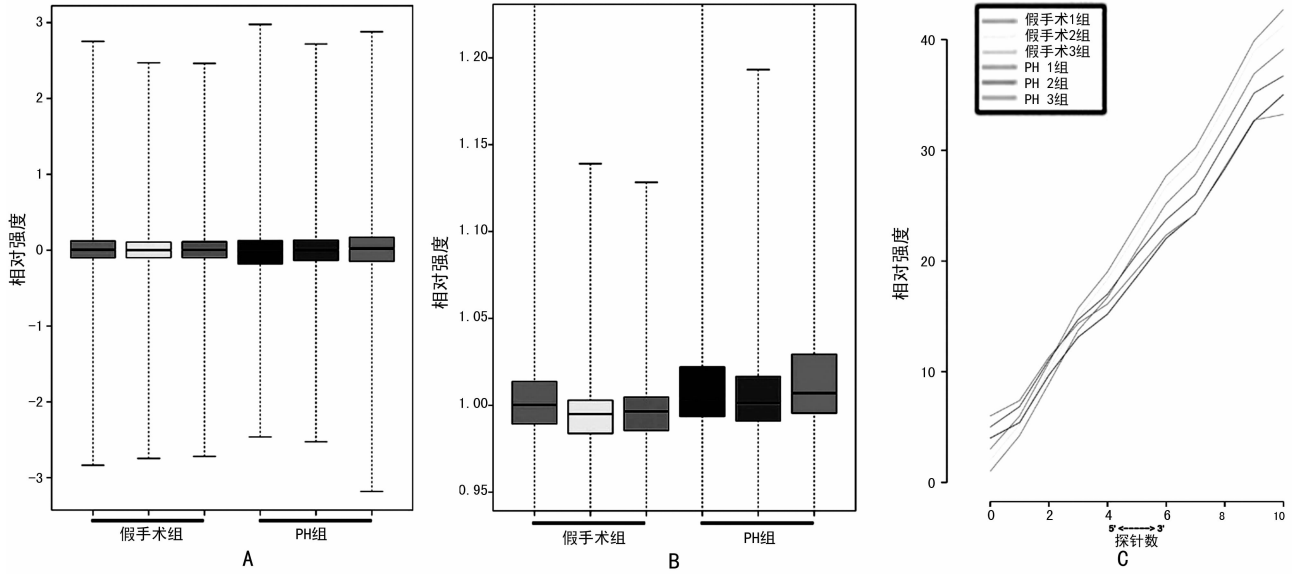 相对强度
3
2
1
0
-1
-2
-3
假手术组
PH组
A
相对强度
1.20
1.15
1.10
1.05
1.00
0.95
假手术组
PH组
B
假手术1组
假手术2组
假手术3组
PH 1组
PH 2组
PH 3组
相对强度
40
30
20
10
0
0 2 4 6 8 10
5' <-----> 3'
探针数
C